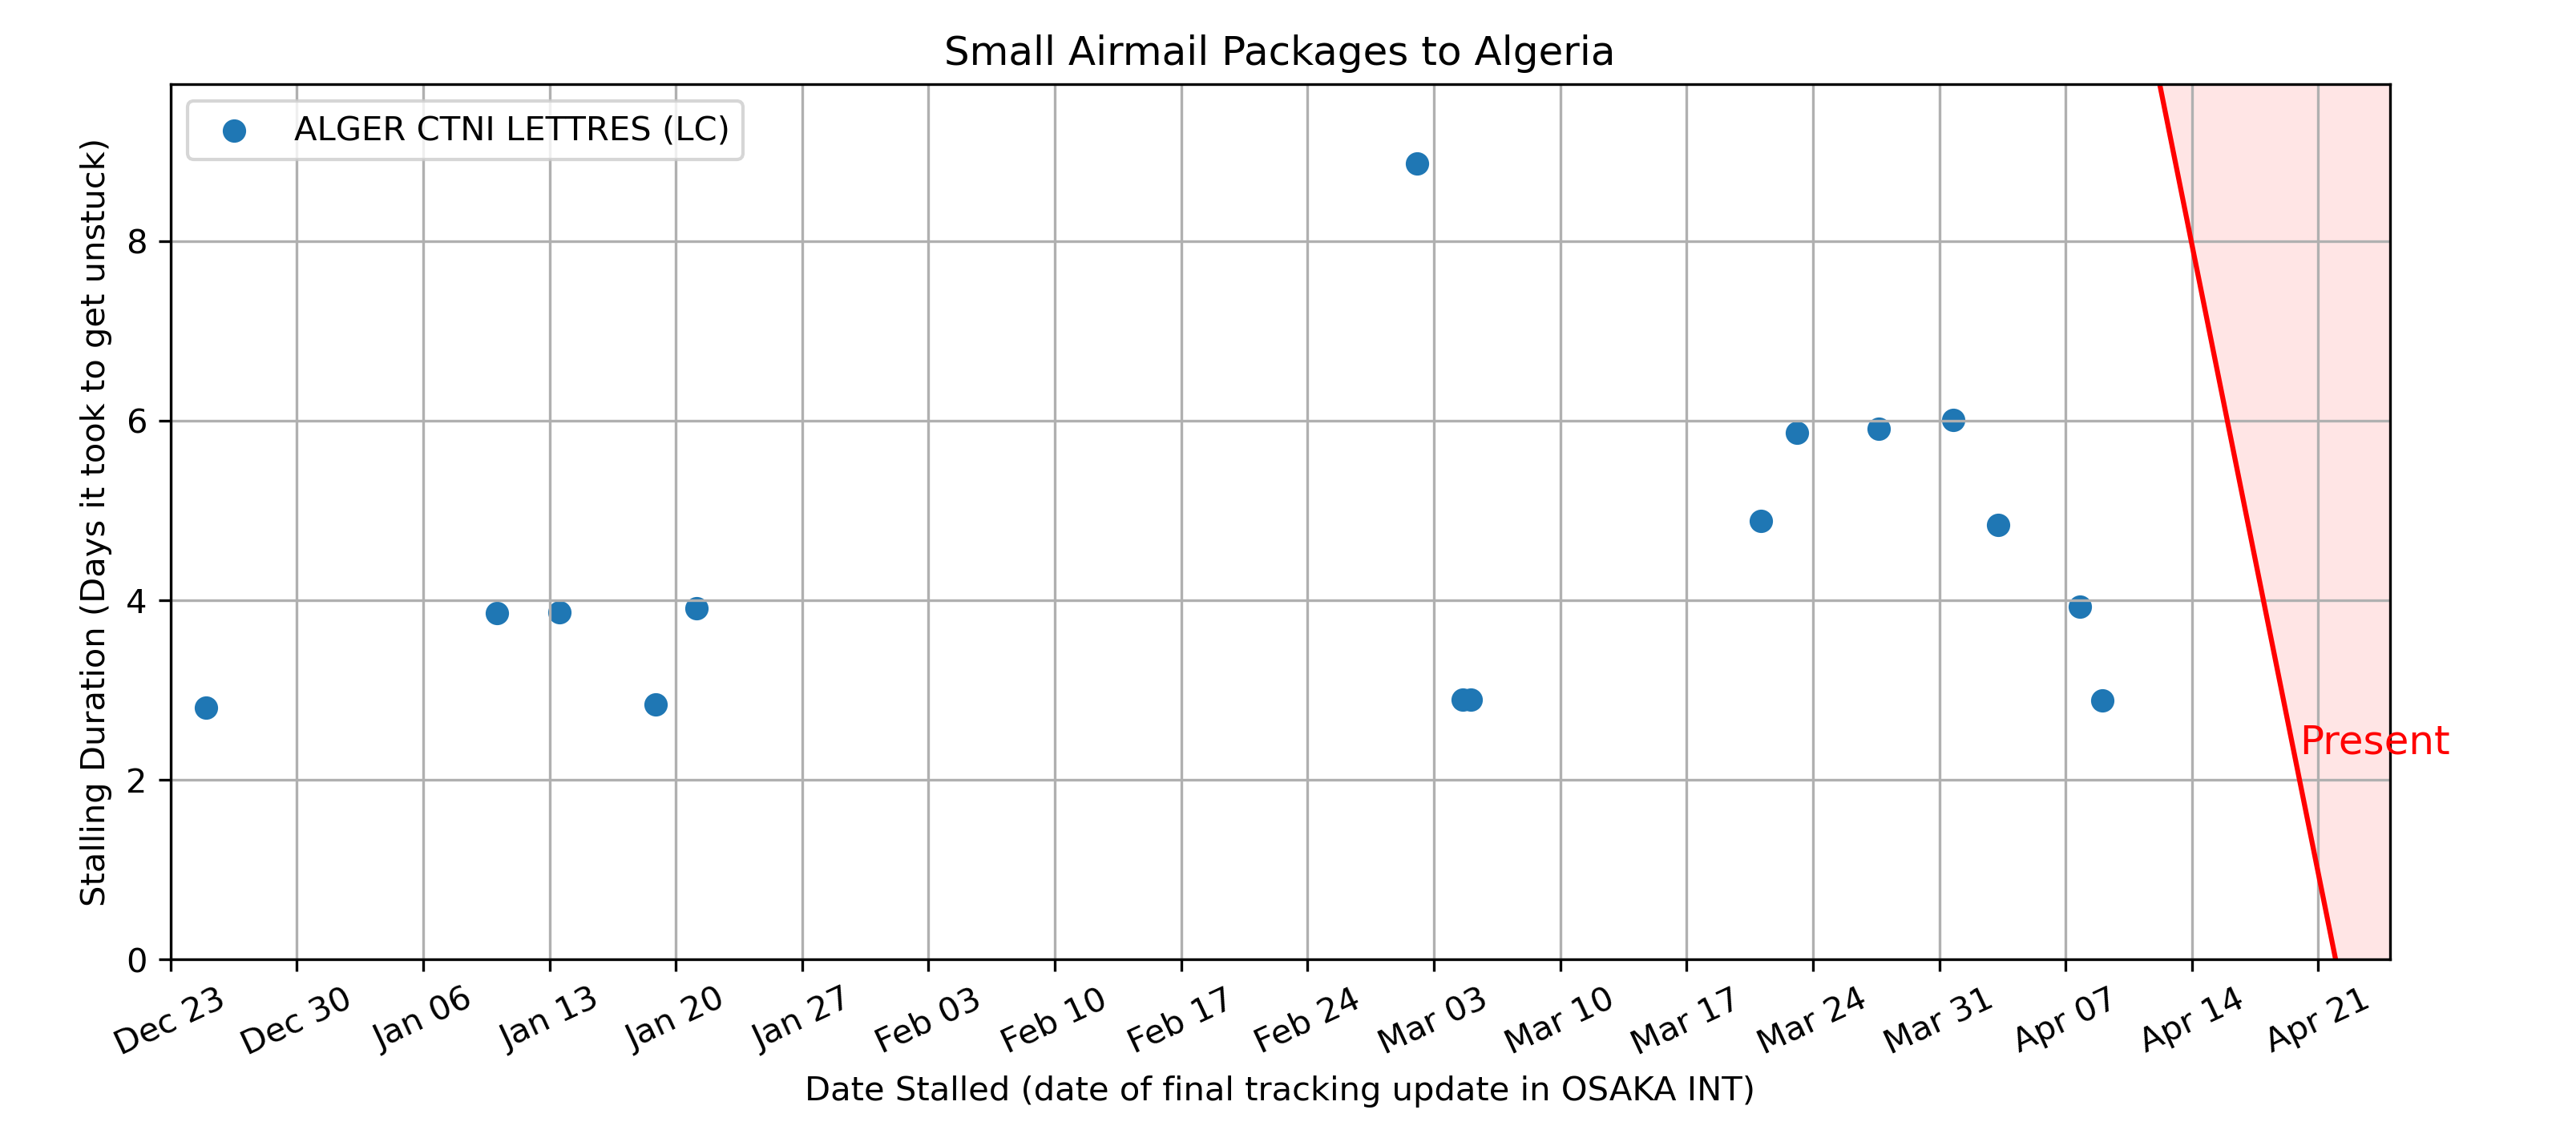 Small Airmail Packages to Algeria
ALGER CTNI LETTRES (LC)
Stalling Duration (Days it took to get unstuck)
8
6
4
2
0
Present
Dec 23
Dec 30
Jan 06
Jan 13
Jan 20
Jan 27
Feb 03
Feb 10
Feb 17
Feb 24
Mar 03
Mar 10
Mar 17
Mar 24
Mar 31
Apr 07
Apr 14
Apr 21
Date Stalled (date of final tracking update in OSAKA INT)